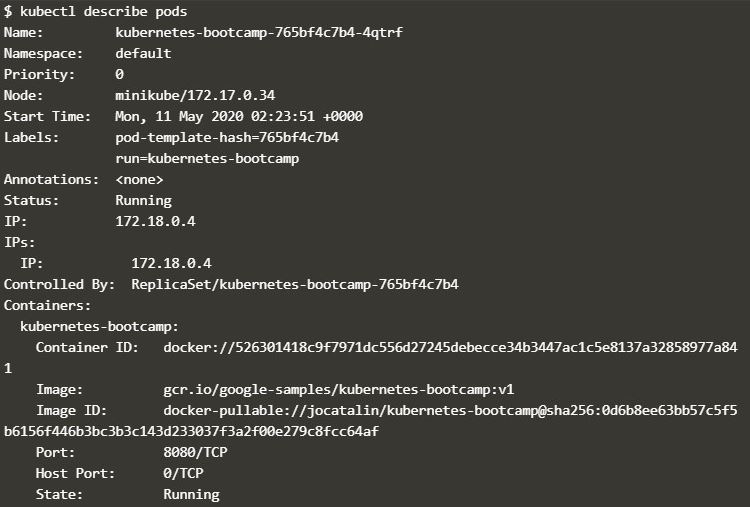 $ kubectl describe pods
Name:         kubernetes-bootcamp-765bf4c7b4-4qtrf
Namespace:    default
Priority:     0
Node:         minikube/172.17.0.34
Start Time:   Mon, 11 May 2020 02:23:51 +0000
Labels:       pod-template-hash=765bf4c7b4
              run=kubernetes-bootcamp
Annotations:  <none>
Status:       Running
IP:           172.18.0.4
IPs:
  IP:           172.18.0.4
Controlled By:  ReplicaSet/kubernetes-bootcamp-765bf4c7b4
Containers:
  kubernetes-bootcamp:
    Container ID:   docker://526301418c9f7971dc556d27245debecce34b3447ac1c5e8137a32858977a84
1
    Image:          gcr.io/google-samples/kubernetes-bootcamp:v1
    Image ID:       docker-pullable://jocatalin/kubernetes-bootcamp@sha256:0d6b8ee63bb57c5f5
b6156f446b3bc3b3c143d233037f3a2f00e279c8fcc64af
    Port:           8080/TCP
    Host Port:      0/TCP
    State:          Running